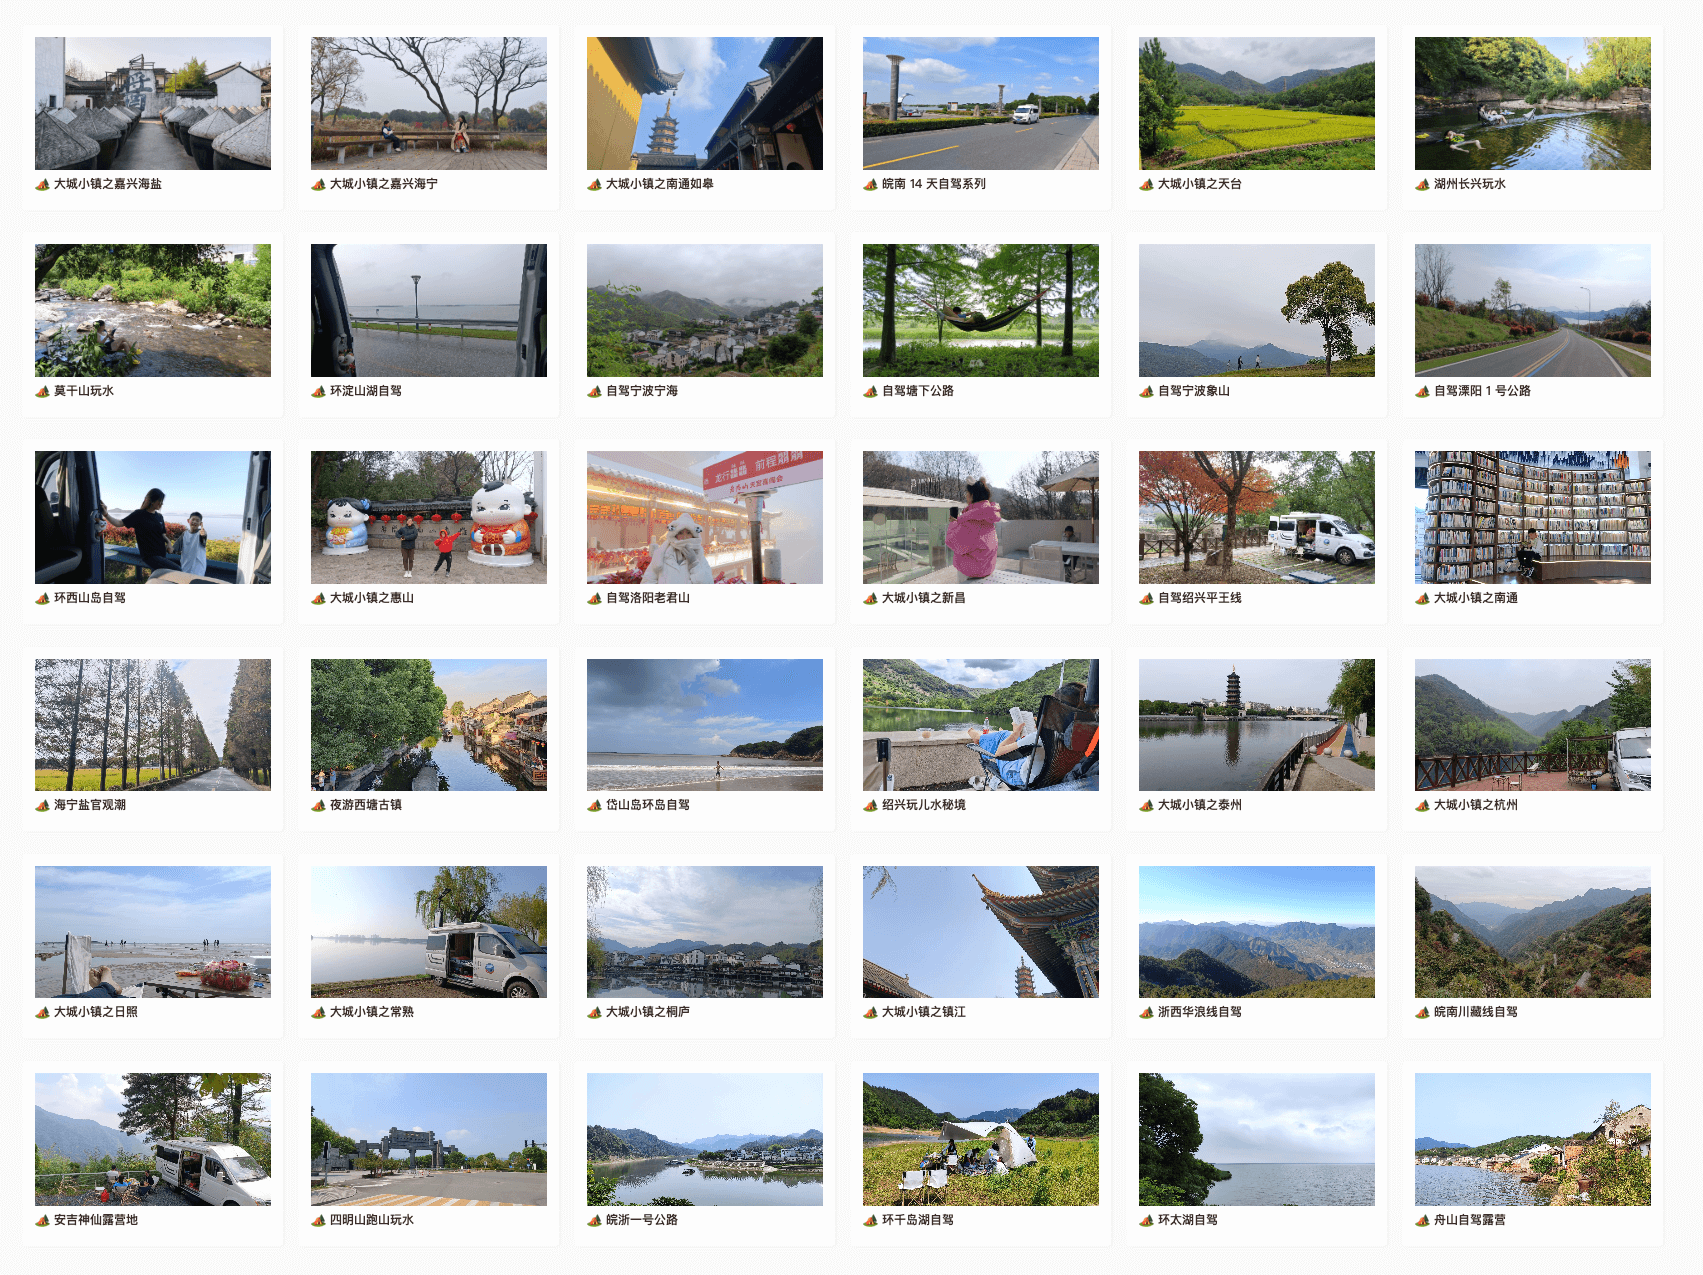 大城小镇之嘉兴海盐
大城小镇之嘉兴海宁
大城小镇之南通如皋
皖南 14 天自驾系列
大城小镇之天台
湖州长兴玩水
莫干山玩水
环淀山湖自驾
自驾宁波宁海
自驾塘下公路
自驾宁波象山
自驾溧阳 1 号公路
龙行龘龘 前程朤朤
环西山岛自驾
大城小镇之惠山
自驾洛阳老君山
大城小镇之新昌
自驾绍兴平王线
大城小镇之南通
海宁盐官观潮
夜游西塘古镇
岱山岛环岛自驾
绍兴玩儿水秘境
大城小镇之泰州
大城小镇之杭州
大城小镇之日照
大城小镇之常熟
大城小镇之桐庐
大城小镇之镇江
浙西华浪线自驾
皖南川藏线自驾
安吉神仙露营地
四明山跑山玩水
皖浙一号公路
环千岛湖自驾
环太湖自驾
舟山自驾露营